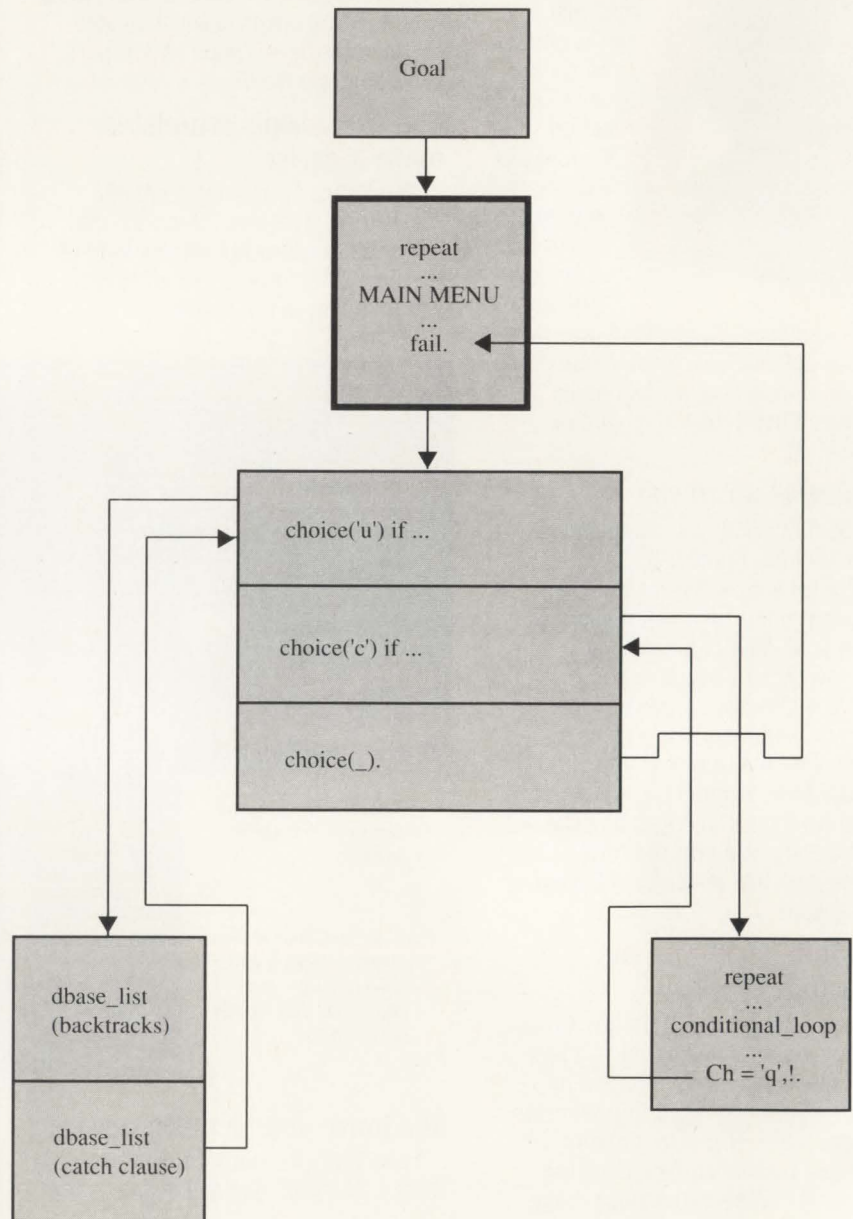 Goal
repeat
...
MAIN MENU
...
fail.
choice('u') if ...
choice('c') if ...
choice(_).
dbase_list
(backtracks)
dbase_list
(catch clause)
repeat
...
conditional_loop
...
Ch = 'q',!.